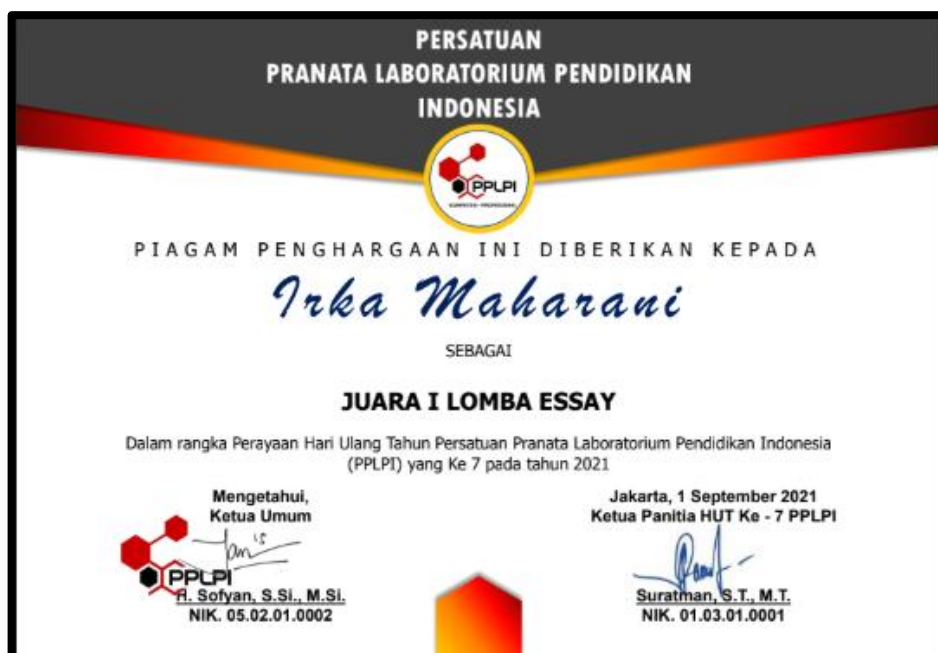 PERSATUAN
PRANATA LABORATORIUM PENDIDIKAN
INDONESIA
PPLPI
PIAGAM PENGHARGAAN INI DIBERIKAN KEPADA
Irka Maharani
SEBAGAI
JUARA I LOMBA ESSAY
Dalam rangka Perayaan Hari Ulang Tahun Persatuan Pranata Laboratorium Pendidikan Indonesia
(PPLPI) yang Ke 7 pada tahun 2021
Mengetahui,
Ketua Umum
PPLPI
H. Sofyan, S.Si., M.Si.
NIK. 05.02.01.0002
Jakarta, 1 September 2021
Ketua Panitia HUT Ke - 7 PPLPI
Suratman, S.T., M.T.
NIK. 01.03.01.0001